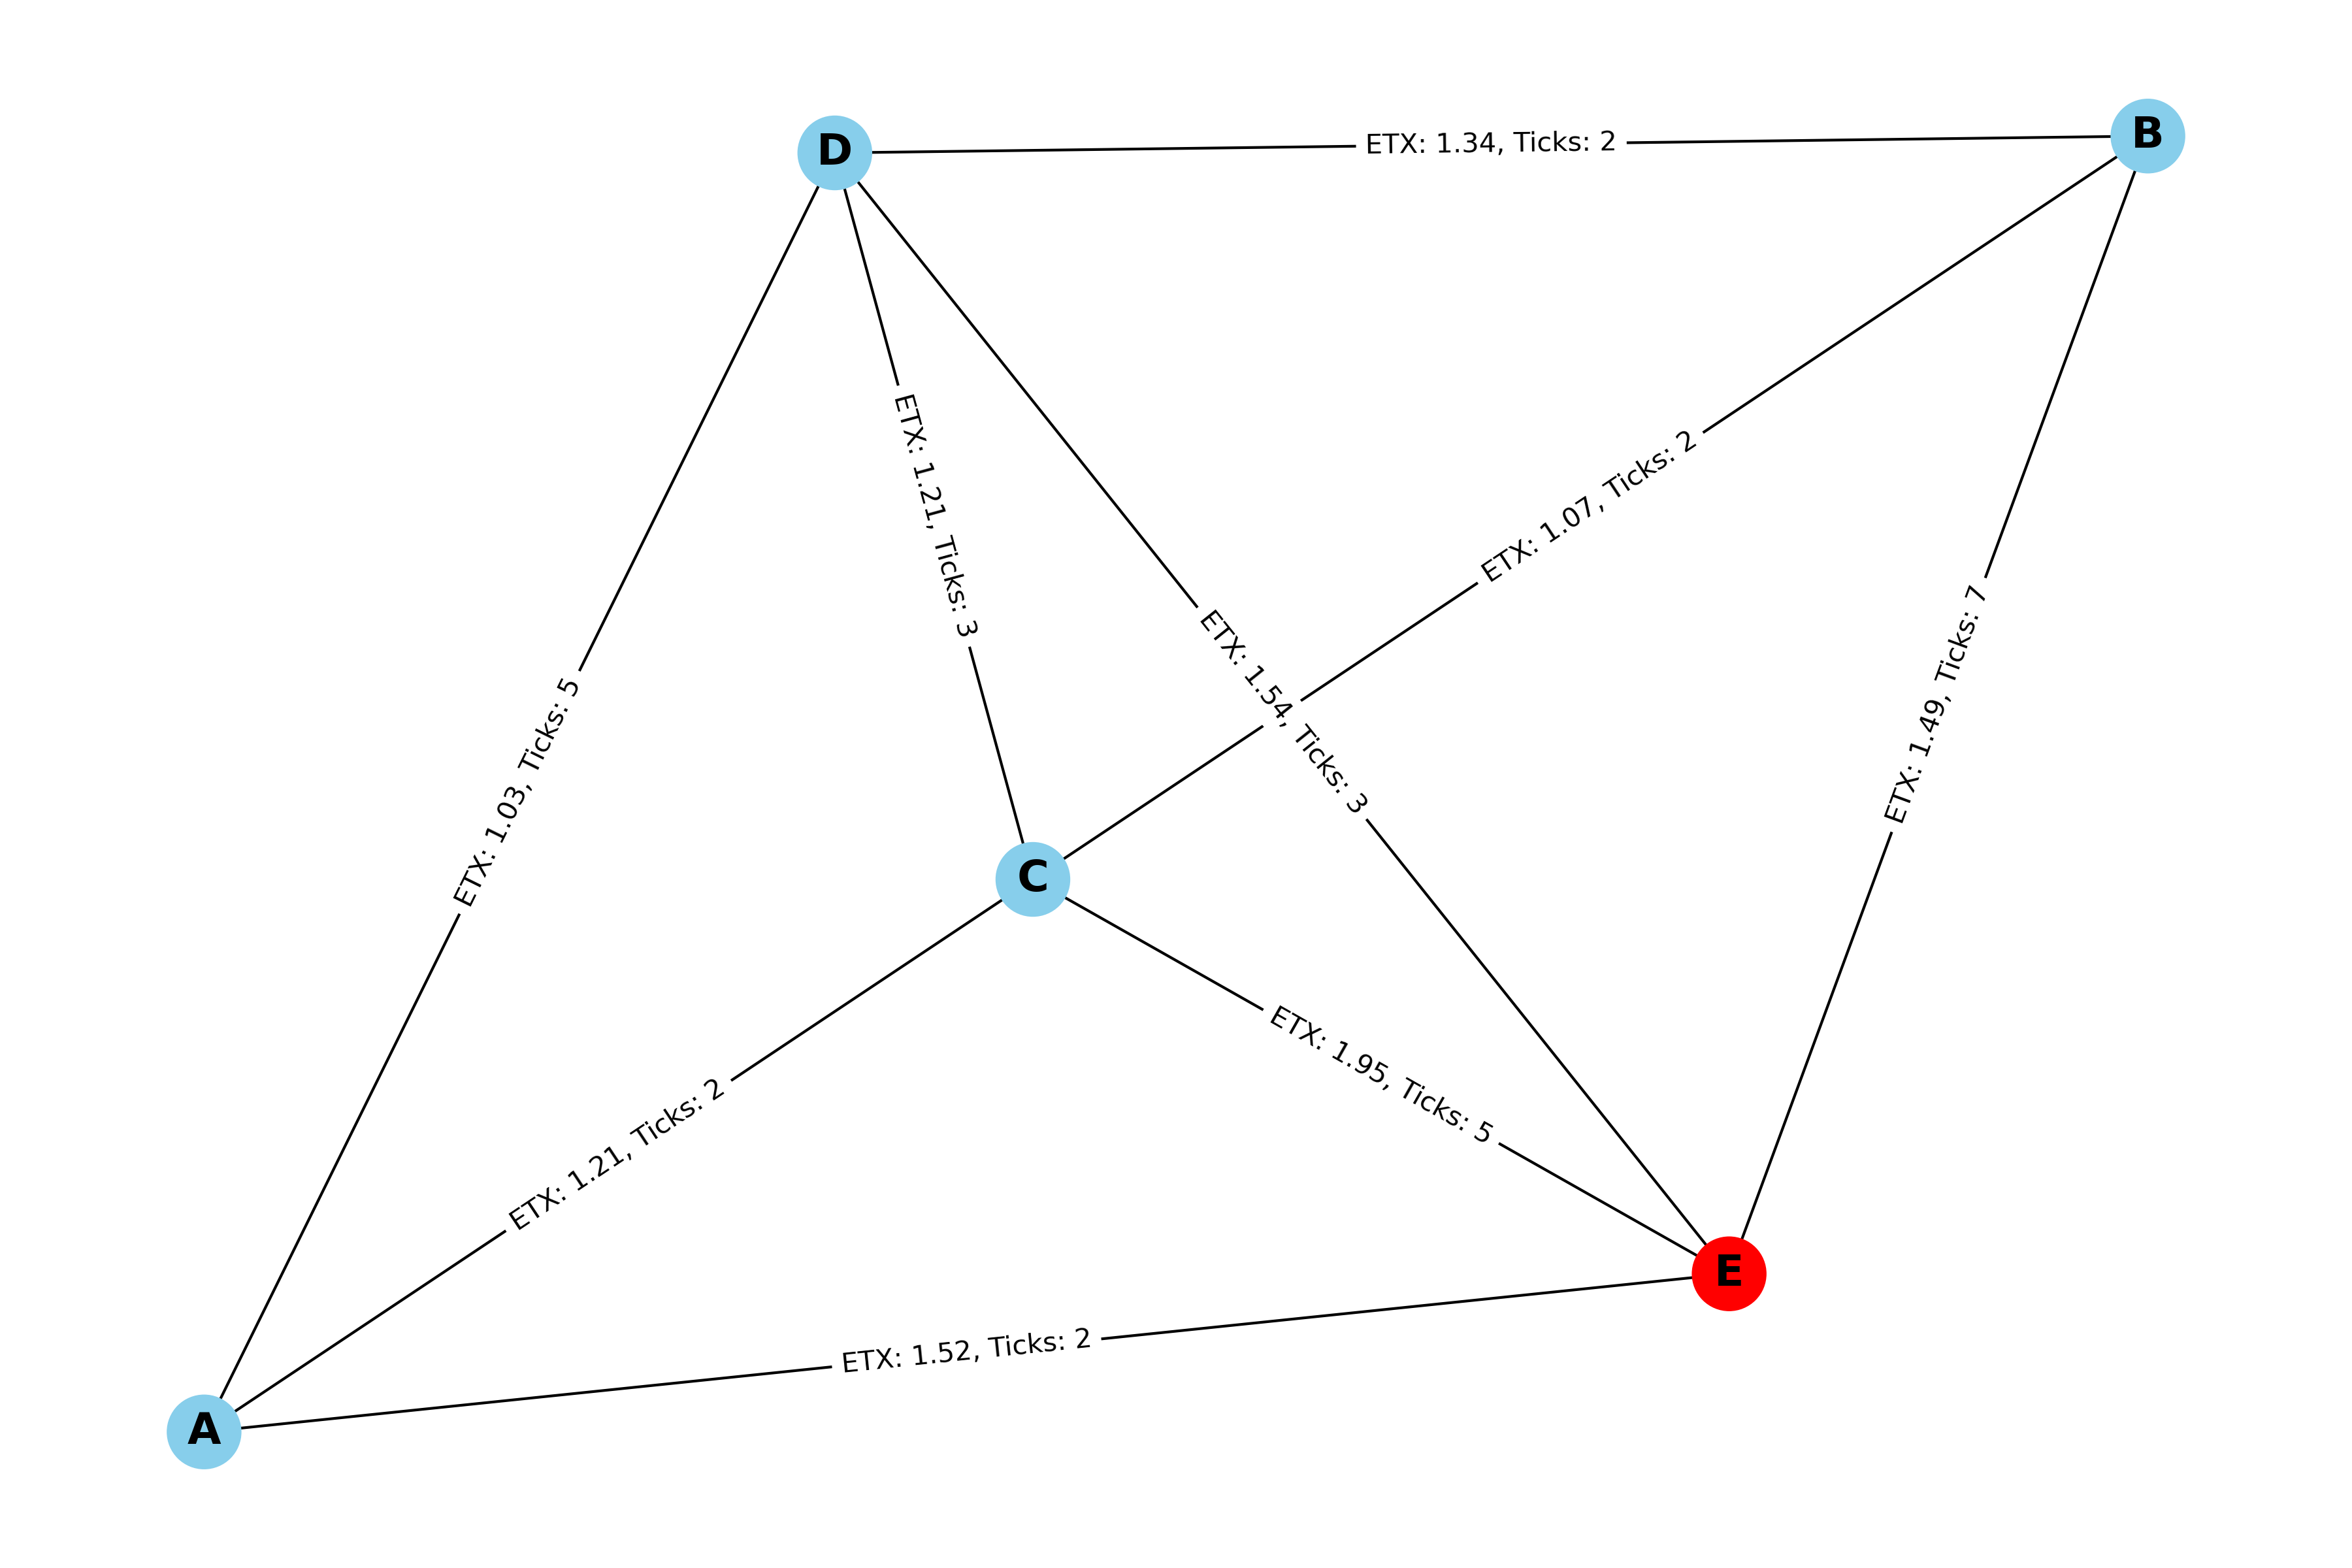 B
D
ETX: 1.34, Ticks: 2
ETX: 1.21, Ticks: 3
ETX: 1.07, Ticks: 2
ETX: 1.54, Ticks: 3
ETX: 1.49, Ticks: 7
ETX: 1.03, Ticks: 5
C
ETX: 1.95, Ticks: 5
ETX: 1.21, Ticks: 2
E
ETX: 1.52, Ticks: 2
A